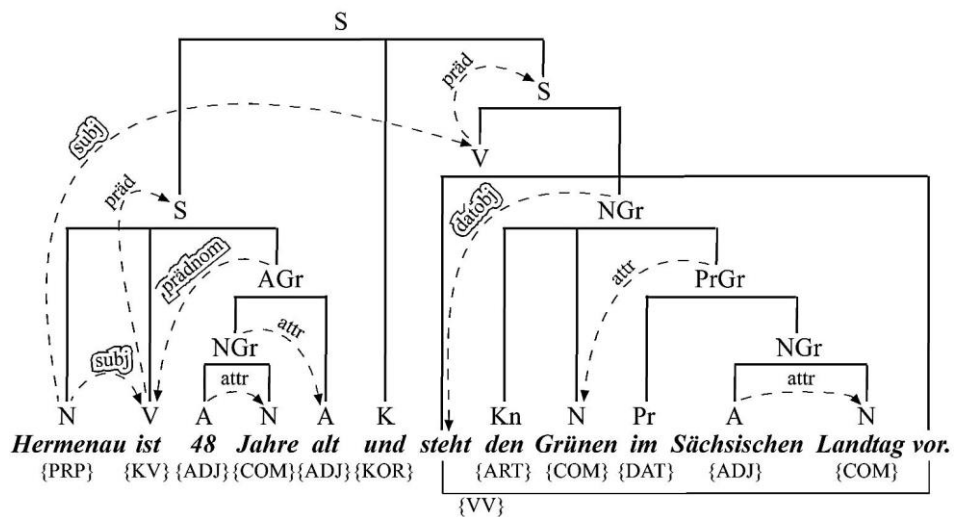 S
präd
S
subj
V
präd
S
datobj
NGr
prädnom
AGr
attr
PrGr
NGr
attr
NGr
subj
attr
attr
N V A N A K Kn N Pr A N
Hermenau ist 48 Jahre alt und steht den Grünen im Sächsischen Landtag vor.
{PRP} {KV} {ADJ} {COM} {ADJ} {KOR} {ART} {COM} {DAT} {ADJ} {COM}
{VV}